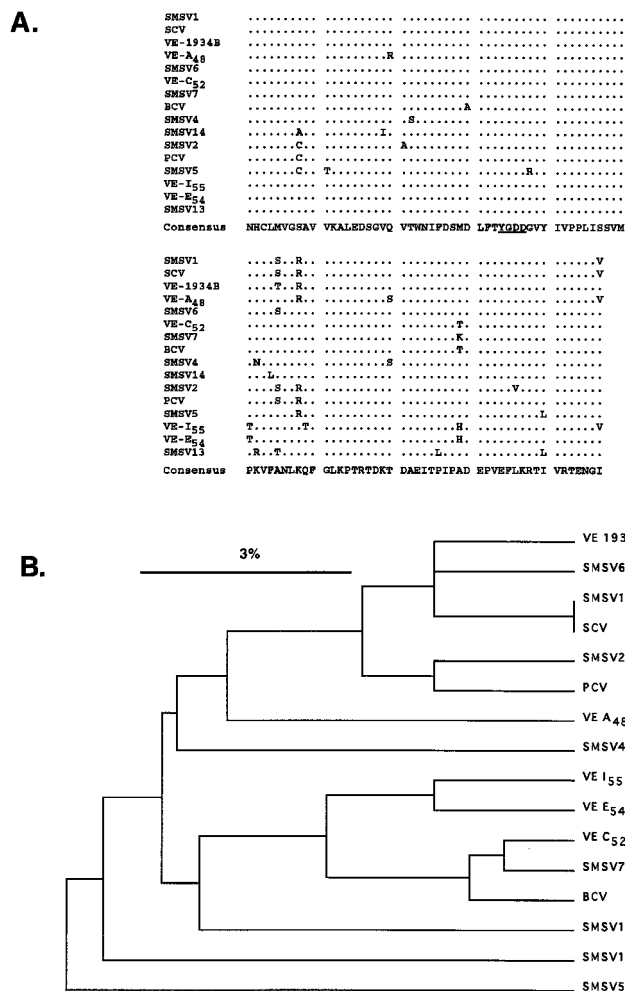 A.
SMSV1 .......... .......... .......... .......... ..........
SCV .......... .......... .......... .......... ..........
VE-1934B .......... .......... .......... .......... ..........
VE-A48 .......... .........R .......... .......... ..........
SMSV6 .......... .......... .......... .......... ..........
VE-C52 .......... .......... .......... .......... ..........
SMSV7 .......... .......... .......... .......... ..........
BCV .......... .......... .........A .......... ..........
SMSV4 .......... .......... .S........ .......... ..........
SMSV14 .......A.. ........I. .......... .......... ..........
SMSV2 .......C.. .......... A......... .......... ..........
PCV .......C.. .......... .......... .......... ..........
SMSV5 .......C.. T......... .......... .......R.. ..........
VE-I55 .......... .......... .......... .......... ..........
VE-E54 .......... .......... .......... .......... ..........
SMSV13 .......... .......... .......... .......... ..........
Consensus NHCLMVGSAV VKALEDSGVQ VTWNIFDSMD LFTYGDDGVY IVPPLISSVM
SMSV1 ....S..R.. .......... .......... .......... ......V
SCV ....S..R.. .......... .......... .......... ......V
VE-1934B ....T..R.. .......... .......... .......... .......
VE-A48 .......R.. .........S .......... .......... ......V
SMSV6 ....S..... .......... .......... .......... .......
VE-C52 .......... .......... ........T. .......... .......
SMSV7 .......... .......... ........K. .......... .......
BCV .......... .......... ........T. .......... .......
SMSV4 .N........ .........S .......... .......... .......
SMSV14 ...L...... .......... .......... .......... .......
SMSV2 ....S..R.. .......... .......... .....V.... .......
PCV ....S..R.. .......... .......... .......... .......
SMSV5 .......R.. .......... .......... .........L .......
VE-I55 T.......T. .......... ........H. .......... ......V
VE-E54 T......... .......... ........H. .......... .......
SMSV13 .R..T..... .......... .....L.... .........L .......
Consensus PKVFANLKQF GLKPTRTDKT DAEITPIPAD EPVEFLKRTI VRTENGI
B.
3%
VE 193
SMSV6
SMSV1
SCV
SMSV2
PCV
VE A48
SMSV4
VE I55
VE E54
VE C52
SMSV7
BCV
SMSV1
SMSV1
SMSV5